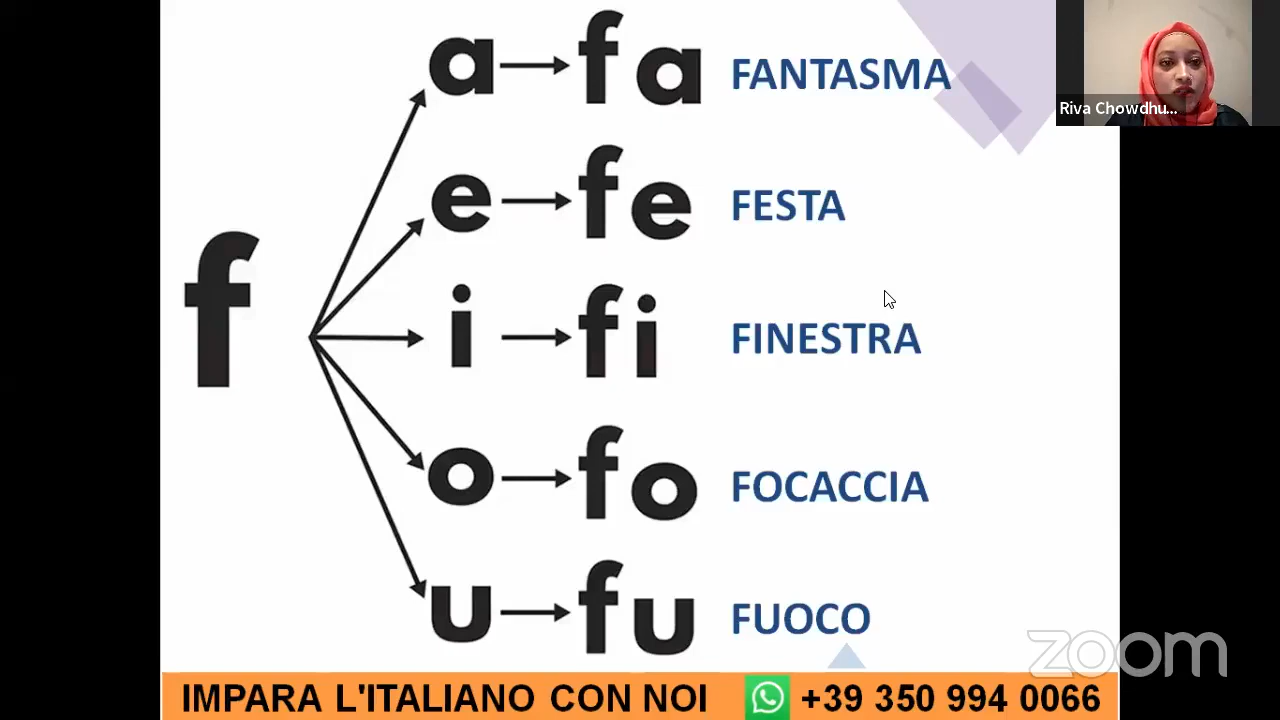 a fa FANTASMA
Riva Chowdhu...
e fe FESTA
f i fi FINESTRA
o fo FOCACCIA
u fu FUOCO
zoom
IMPARA L'ITALIANO CON NOI +39 350 994 0066